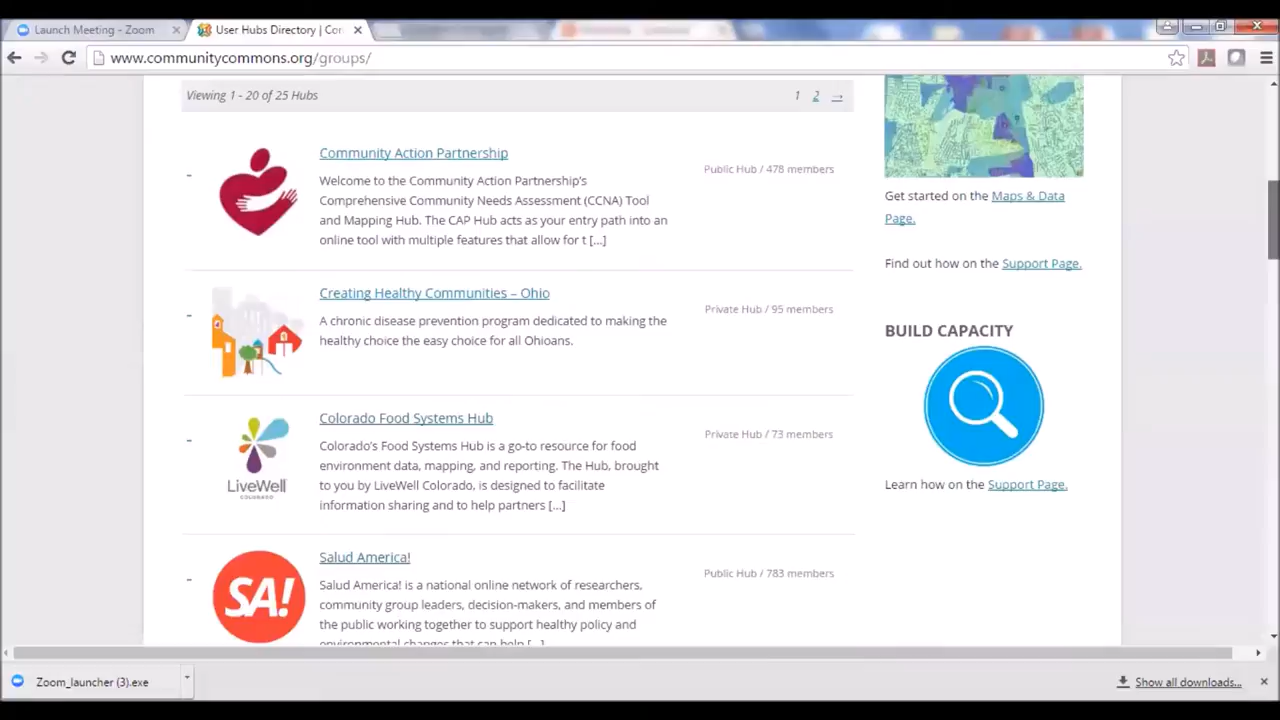 Launch Meeting - Zoom
User Hubs Directory | Cor
www.communitycommons.org/groups/
Viewing 1 - 20 of 25 Hubs
1 2 →
Community Action Partnership
Public Hub / 478 members
Welcome to the Community Action Partnership's
Comprehensive Community Needs Assessment (CCNA) Tool
and Mapping Hub. The CAP Hub acts as your entry path into an
online tool with multiple features that allow for t [...]
Creating Healthy Communities – Ohio
Private Hub / 95 members
A chronic disease prevention program dedicated to making the
healthy choice the easy choice for all Ohioans.
Colorado Food Systems Hub
Private Hub / 73 members
Colorado's Food Systems Hub is a go-to resource for food
environment data, mapping, and reporting. The Hub, brought
to you by LiveWell Colorado, is designed to facilitate
information sharing and to help partners [...]
LiveWell
COLORADO
Salud America!
Public Hub / 783 members
SA!
Salud America! is a national online network of researchers,
community group leaders, decision-makers, and members of
the public working together to support healthy policy and
environmental changes that can help [...]
Get started on the Maps & Data
Page.
Find out how on the Support Page.
BUILD CAPACITY
Learn how on the Support Page.
Zoom_launcher (3).exe
Show all downloads...